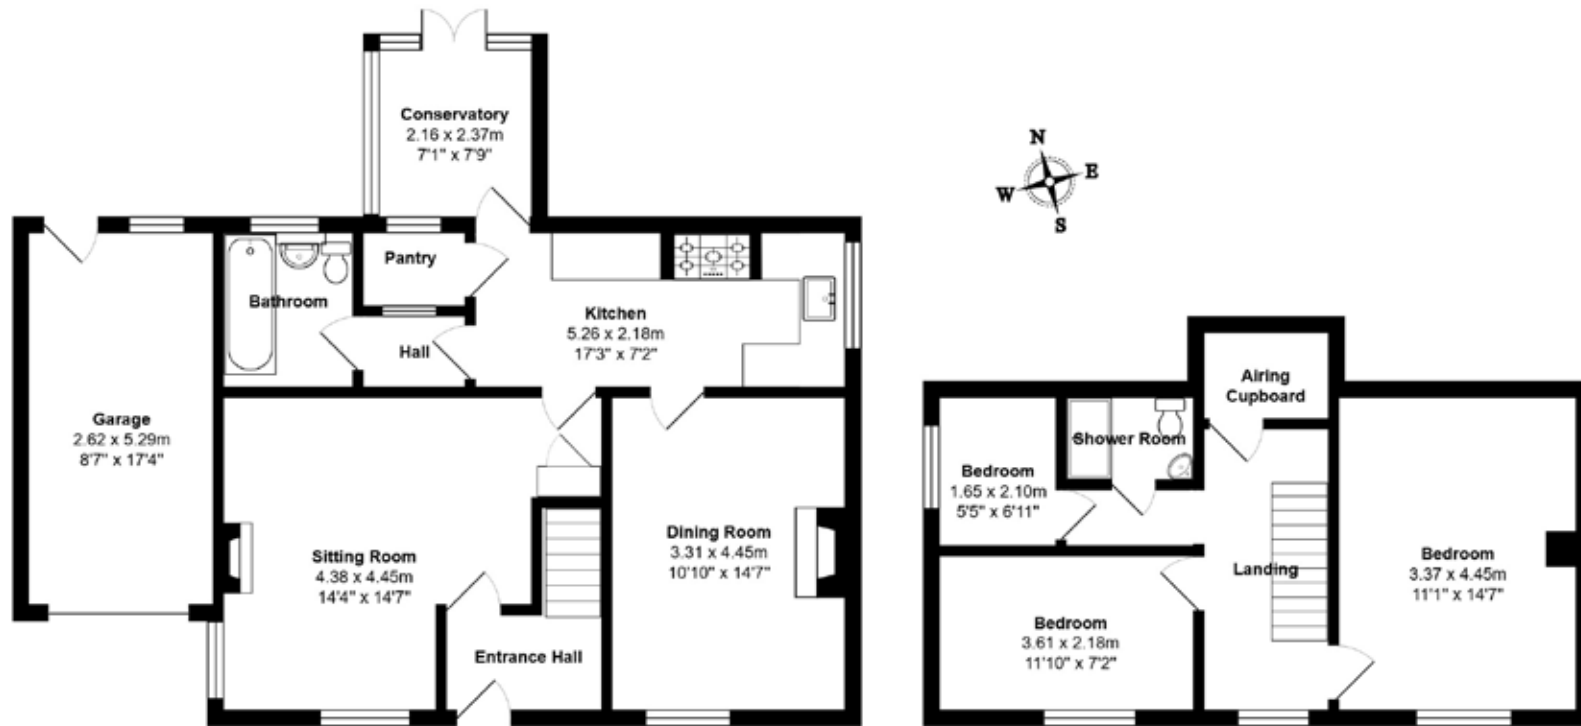 Conservatory
2.16 x 2.37m
7'1" x 7'9"
N
W
E
S
Pantry
Bathroom
Kitchen
5.26 x 2.18m
17'3" x 7'2"
Hall
Garage
2.62 x 5.29m
8'7" x 17'4"
Sitting Room
4.38 x 4.45m
14'4" x 14'7"
Dining Room
3.31 x 4.45m
10'10" x 14'7"
Entrance Hall
Airing
Cupboard
Shower Room
Bedroom
1.65 x 2.10m
5'5" x 6'11"
Landing
Bedroom
3.37 x 4.45m
11'1" x 14'7"
Bedroom
3.61 x 2.18m
11'10" x 7'2"